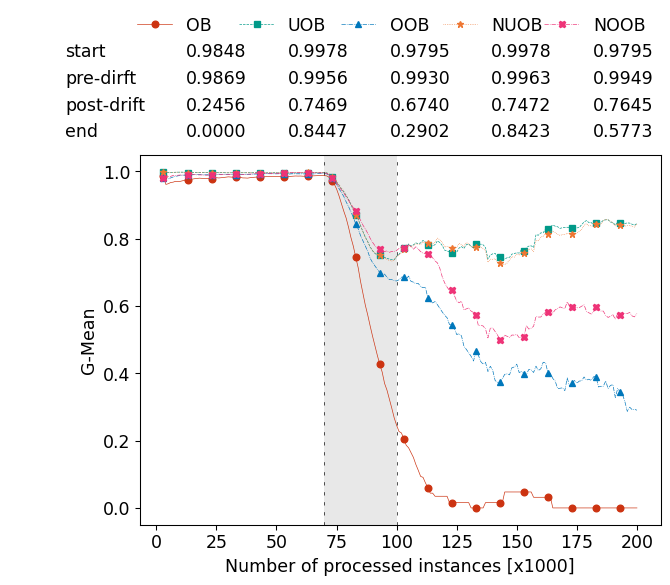 OB UOB OOB NUOB NOOB
start 0.9848 0.9978 0.9795 0.9978 0.9795
pre-dirft 0.9869 0.9956 0.9930 0.9963 0.9949
post-drift 0.2456 0.7469 0.6740 0.7472 0.7645
end 0.0000 0.8447 0.2902 0.8423 0.5773
1.0
0.8
0.6
0.4
0.2
0.0
G-Mean
0 25 50 75 100 125 150 175 200
Number of processed instances [x1000]